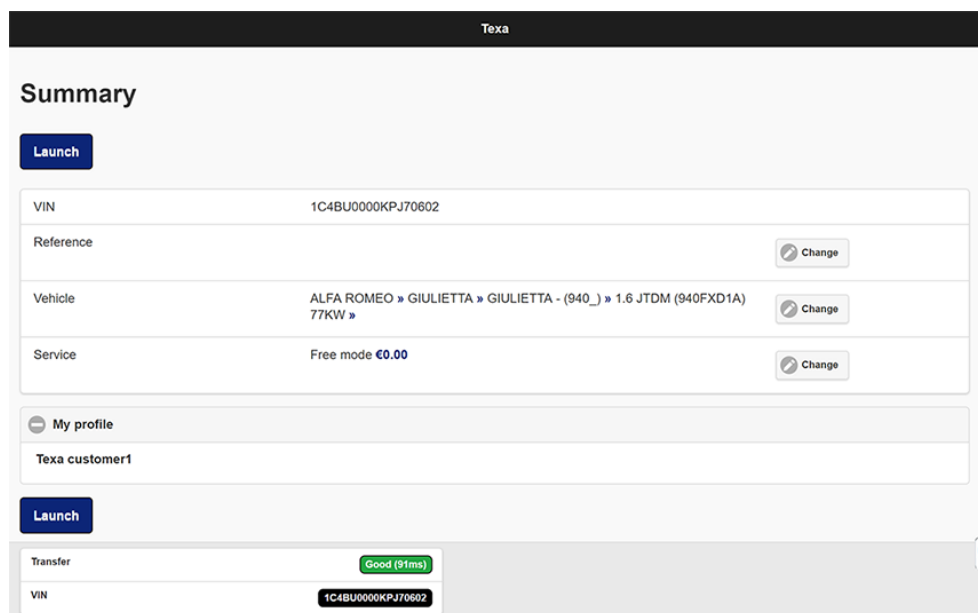 Texa
Summary
Launch
VIN 1C4BU0000KPJ70602
Reference Change
Vehicle ALFA ROMEO » GIULIETTA » GIULIETTA - (940_) » 1.6 JTDM (940FXD1A)
77KW » Change
Service Free mode €0.00 Change
My profile
Texa customer1
Launch
Transfer Good (91ms)
VIN 1C4BU0000KPJ70602